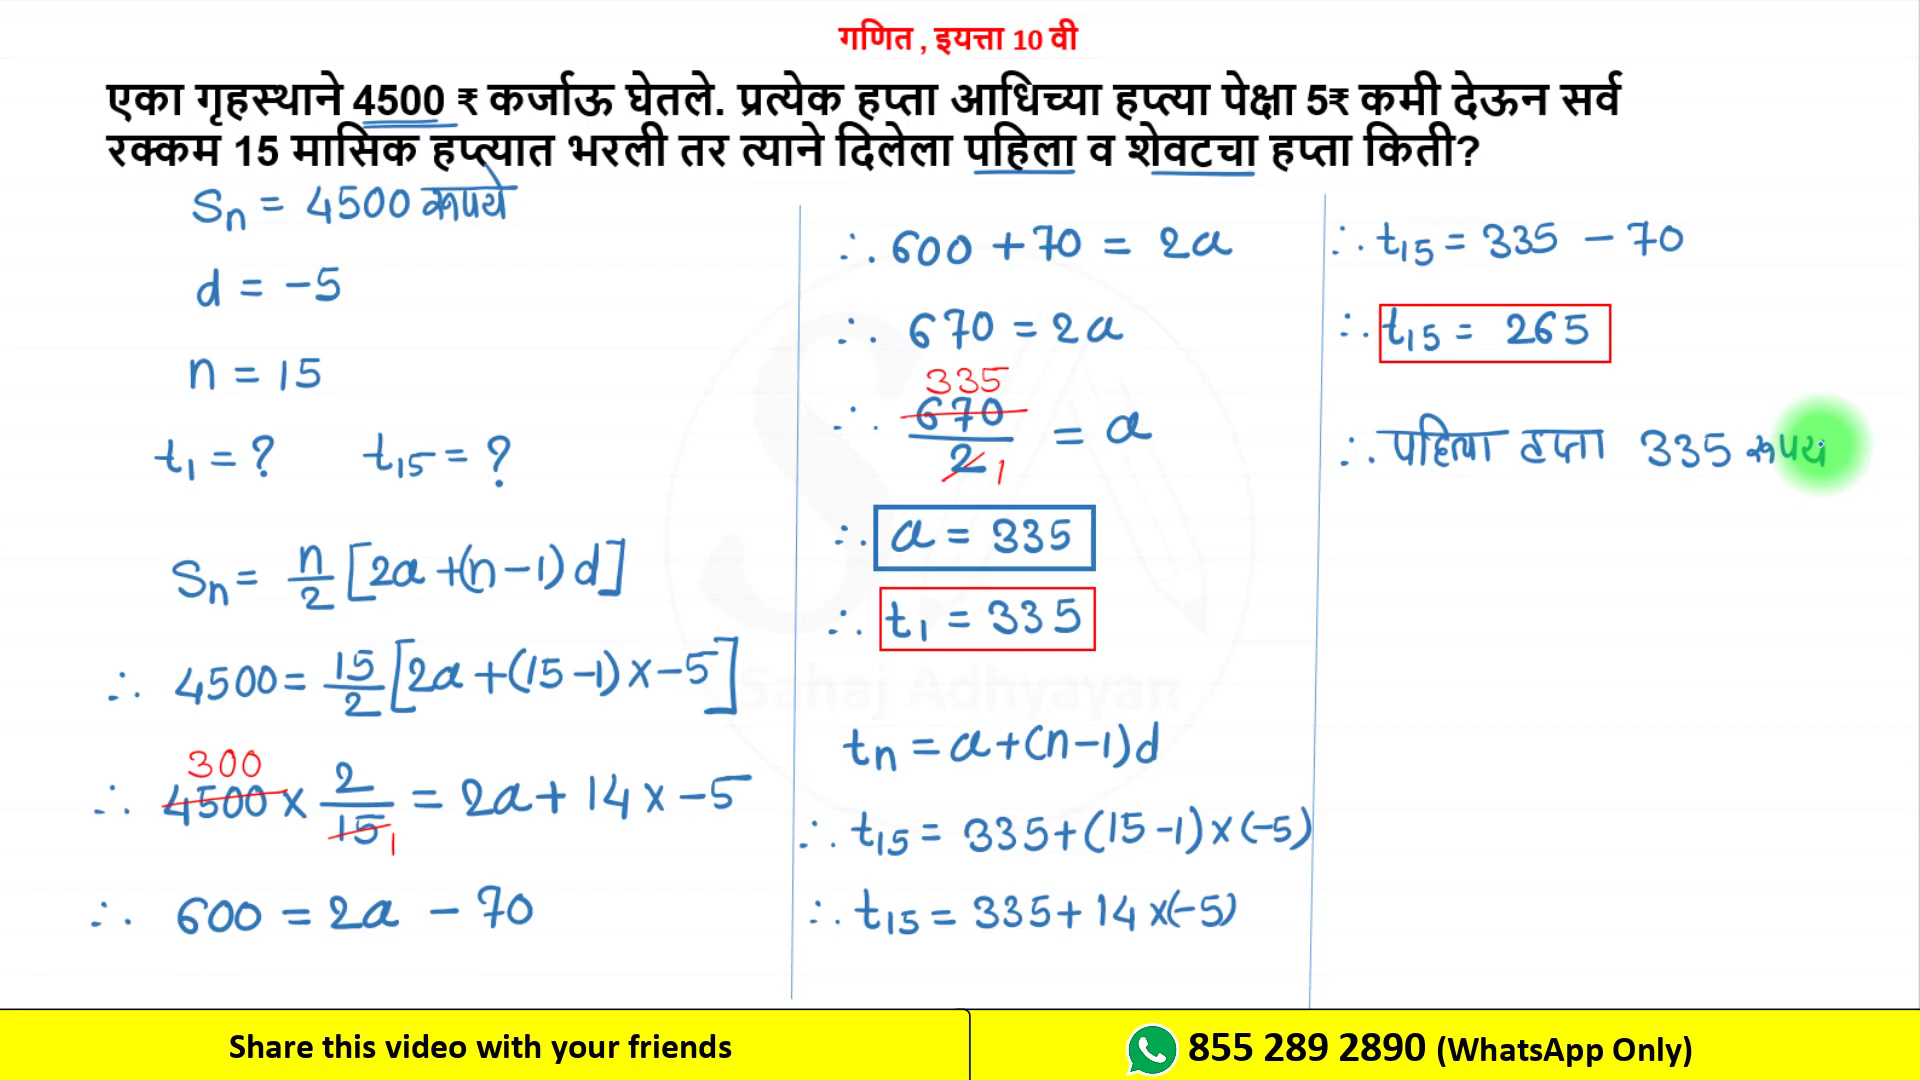 गणित , इयत्ता 10 वी
एका गृहस्थाने 4500 ₹ कर्जाऊ घेतले. प्रत्येक हप्ता आधिच्या हप्त्या पेक्षा 5₹ कमी देऊन सर्व
रक्कम 15 मासिक हप्त्यात भरली तर त्याने दिलेला पहिला व शेवटचा हप्ता किती?
Sn = 4500 रूपये
d = -5
n = 15
t1 = ? t15 = ?
Sn = n/2 [2a+(n-1)d]
∴ 4500 = 15/2 [2a+(15-1)x-5]
300
∴ 4500 x 2/15 = 2a+14x-5
1
∴ 600 = 2a - 70
∴ 600 + 70 = 2a
∴ 670 = 2a
335
∴ 670/2 = a
1
∴ a = 335
∴ t1 = 335
tn = a+(n-1)d
∴ t15 = 335+(15-1)x(-5)
∴ t15 = 335+14x(-5)
∴ t15 = 335 - 70
∴ t15 = 265
∴ पहिला हप्ता 335 रूपय
Sahaj Adhyayan
Share this video with your friends
855 289 2890 (WhatsApp Only)